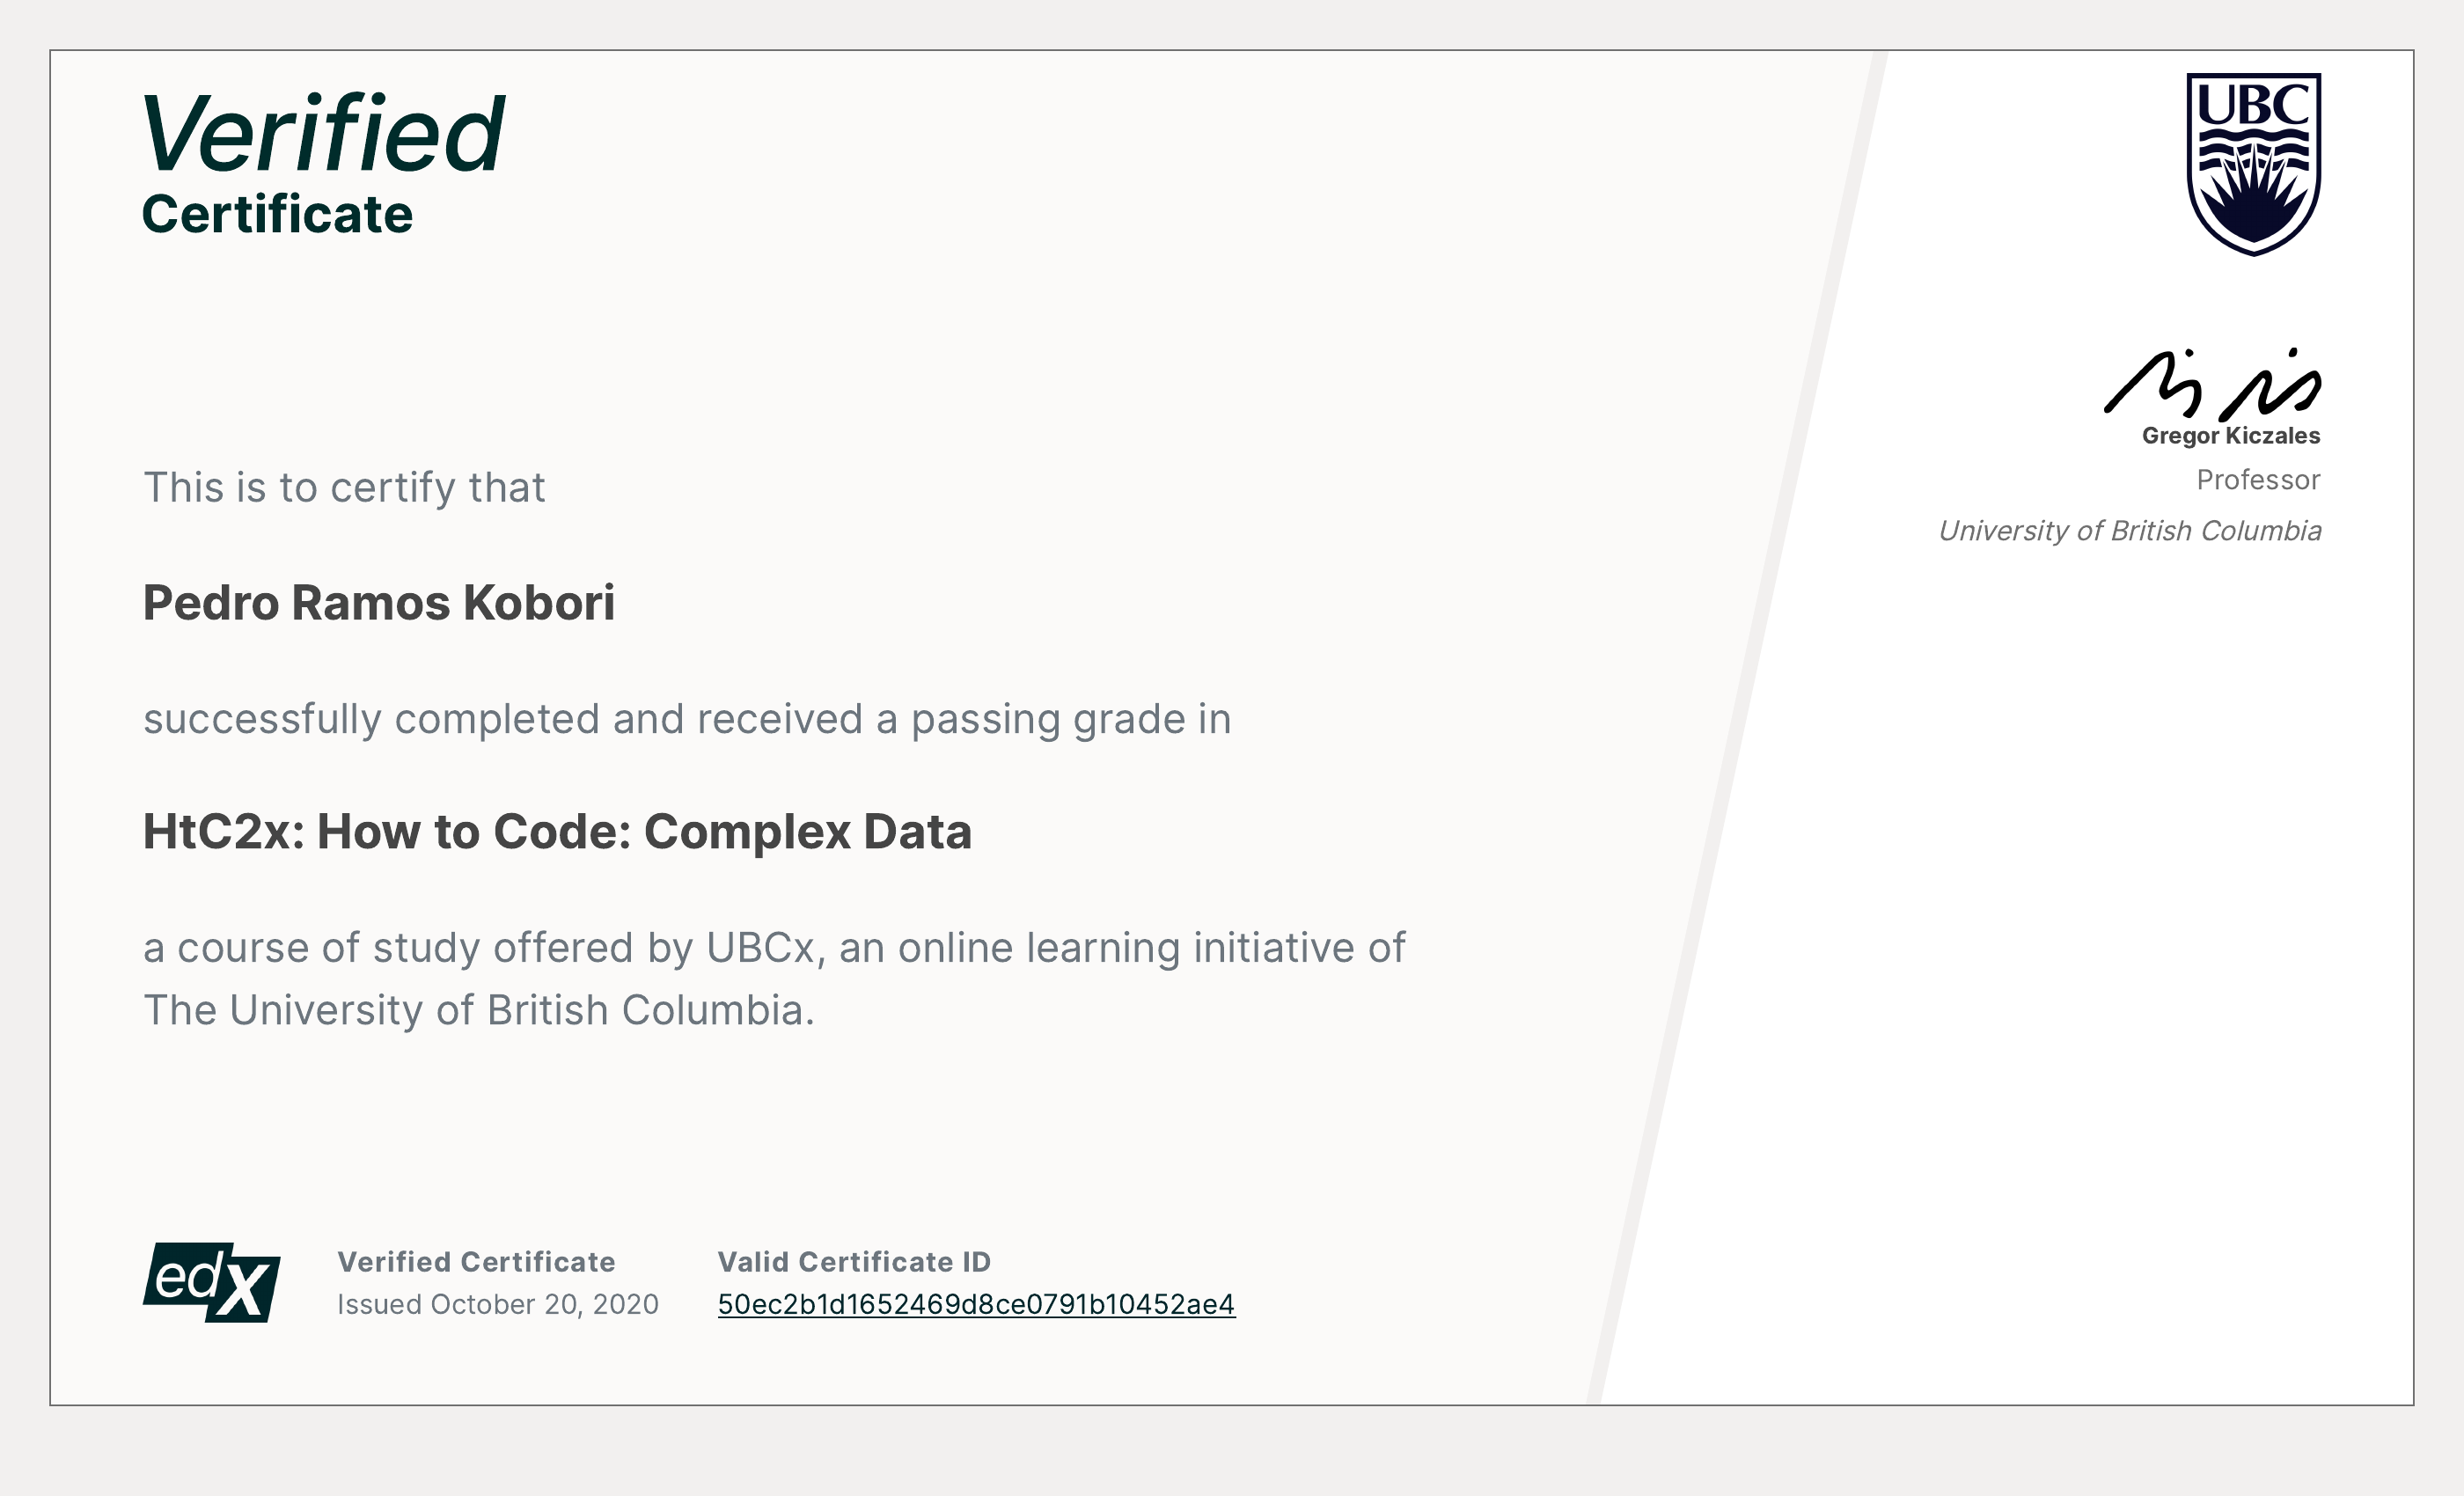 Verified
Certificate
UBC
Gregor Kiczales
Professor
University of British Columbia
This is to certify that
Pedro Ramos Kobori
successfully completed and received a passing grade in
HtC2x: How to Code: Complex Data
a course of study offered by UBCx, an online learning initiative of
The University of British Columbia.
edX
Verified Certificate
Issued October 20, 2020
Valid Certificate ID
50ec2b1d1652469d8ce0791b10452ae4